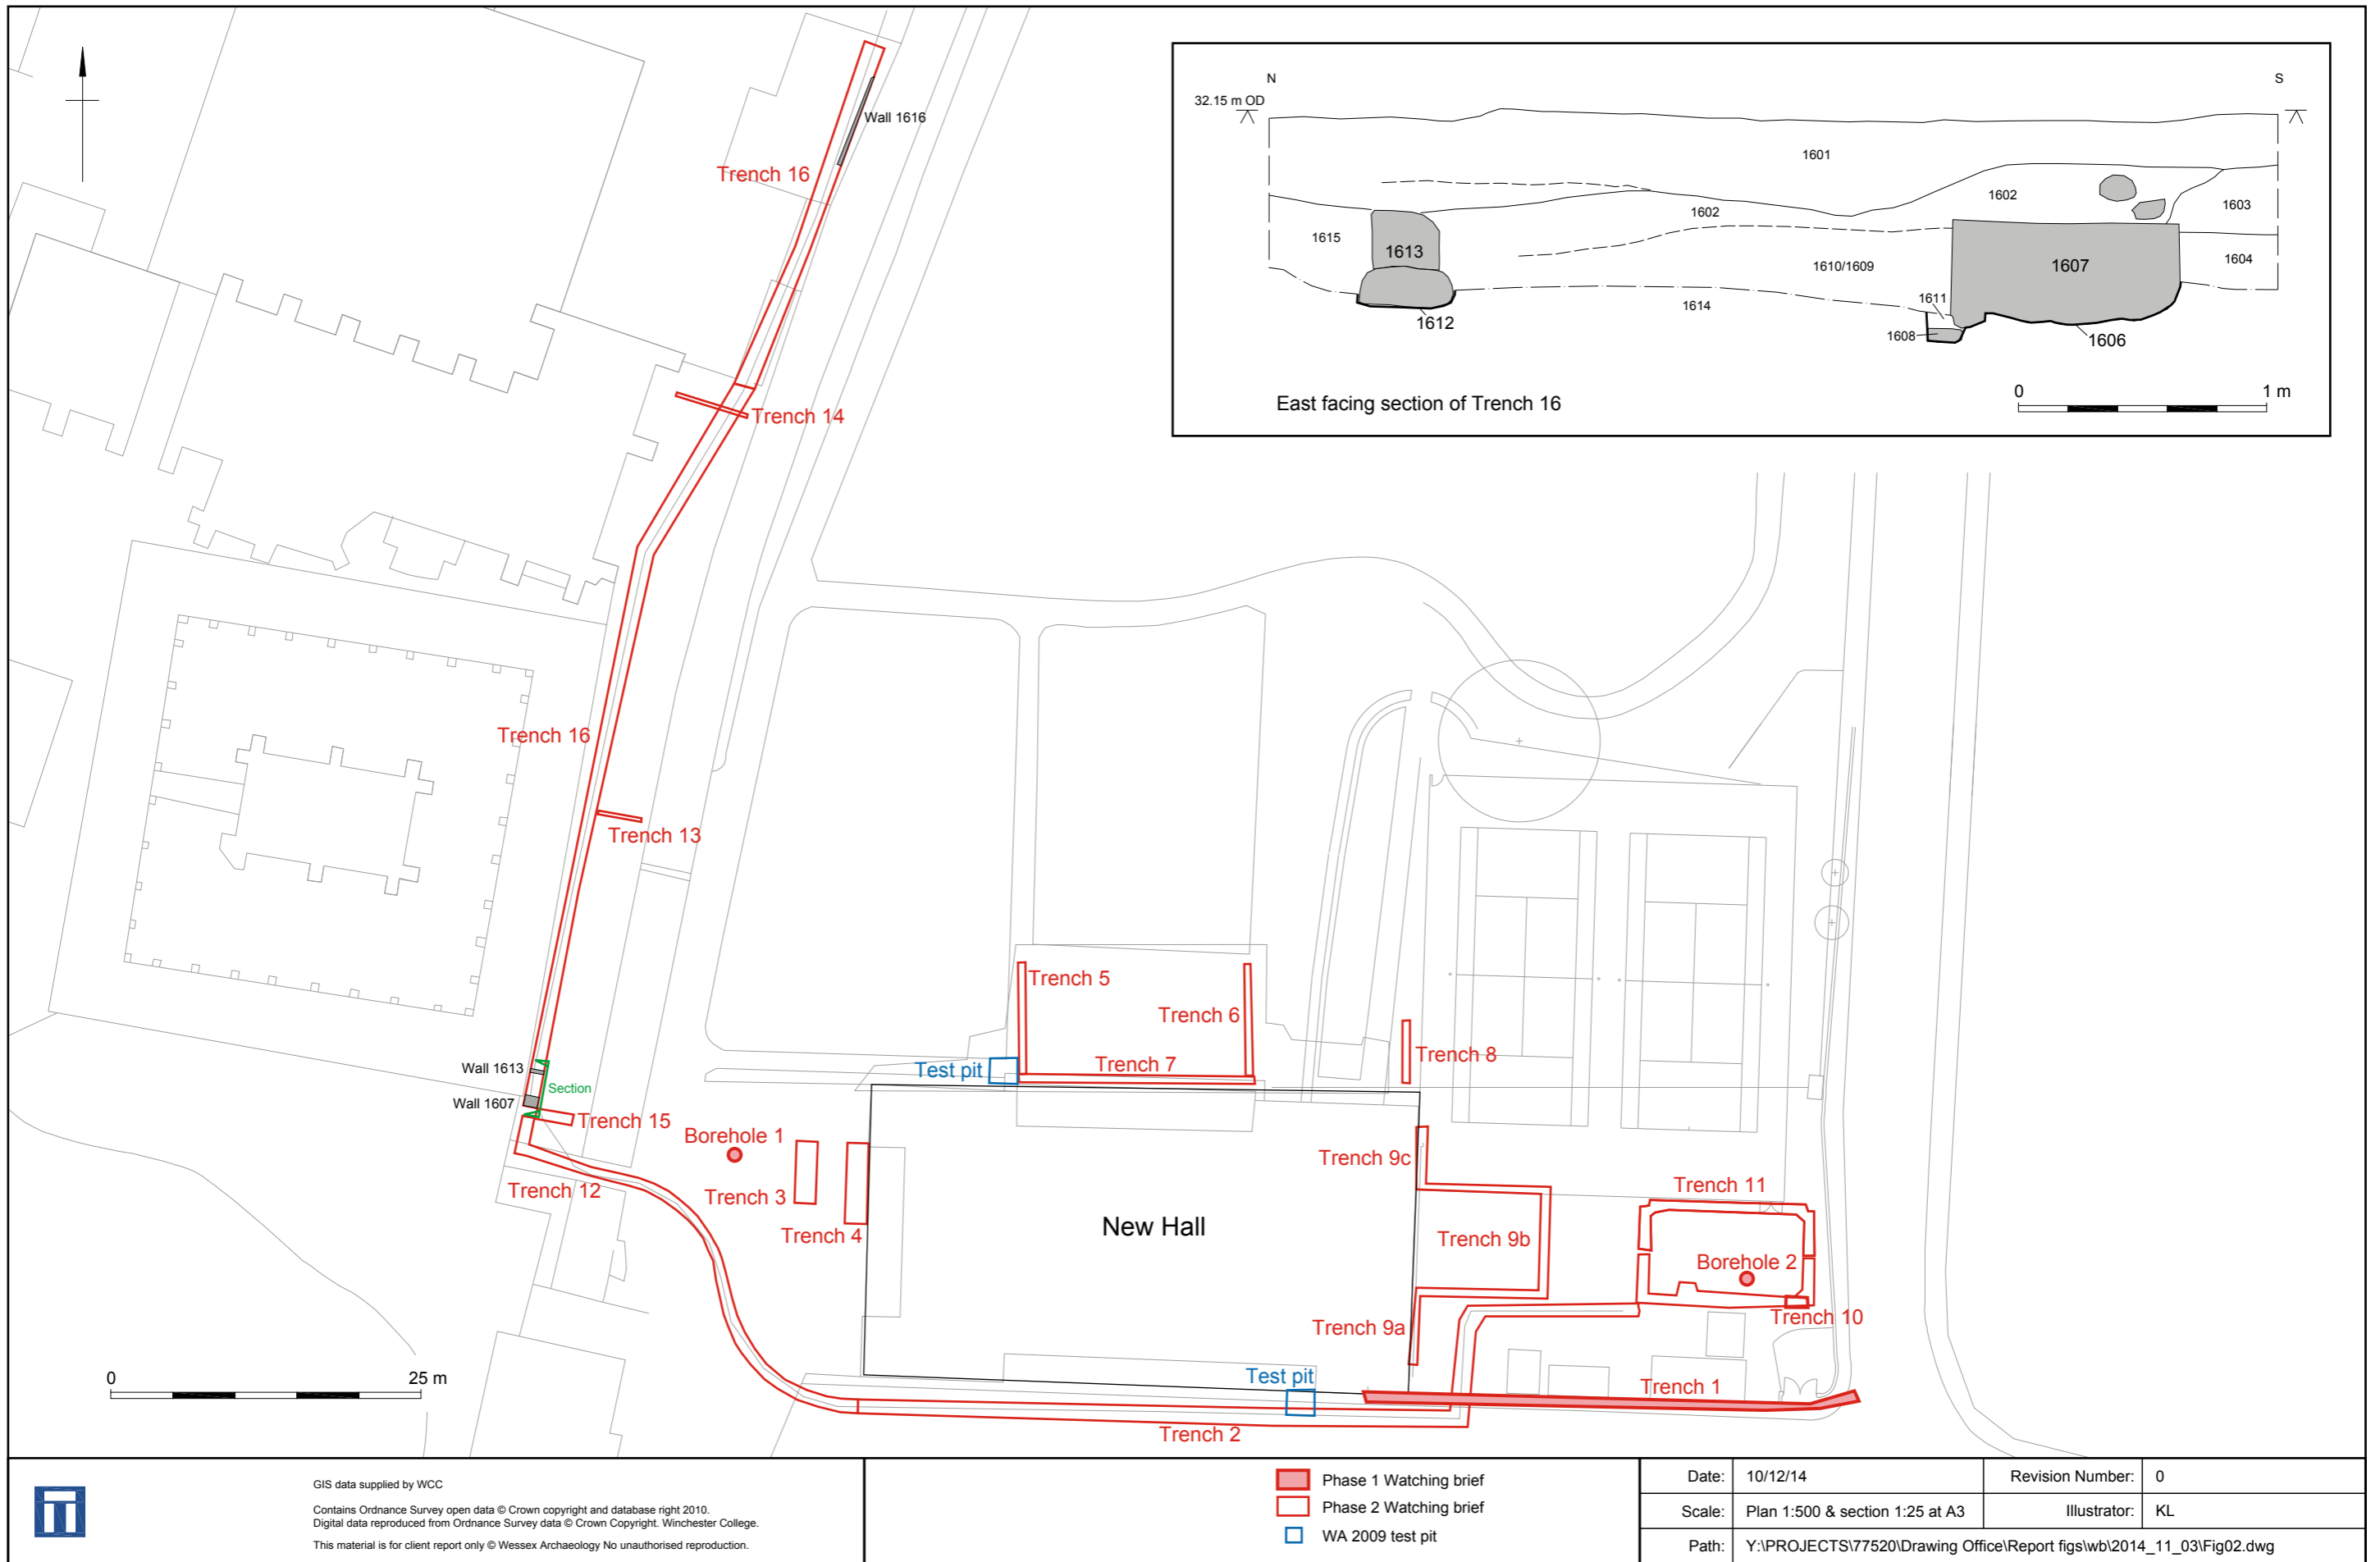 N
S
32.15 m OD
1601
1602
1602
1603
1615
1613
1604
1610/1609
1607
1611
1614
1612
1608
1606
0 1 m
East facing section of Trench 16
Wall 1616
Trench 16
Trench 14
Trench 16
Trench 13
Trench 5
Trench 6
Trench 7
Trench 8
Test pit
Wall 1613
Section
Wall 1607
Trench 15
Borehole 1
Trench 3
Trench 12
Trench 4
New Hall
Trench 9c
Trench 9b
Trench 9a
Trench 11
Borehole 2
Trench 10
Test pit
Trench 1
Trench 2
0 25 m
GIS data supplied by WCC
Contains Ordnance Survey open data © Crown copyright and database right 2010.
Digital data reproduced from Ordnance Survey data © Crown Copyright. Winchester College.
This material is for client report only © Wessex Archaeology No unauthorised reproduction.
Phase 1 Watching brief
Phase 2 Watching brief
WA 2009 test pit
Date: 10/12/14 Revision Number: 0
Scale: Plan 1:500 & section 1:25 at A3 Illustrator: KL
Path: Y:\PROJECTS\77520\Drawing Office\Report figs\wb\2014_11_03\Fig02.dwg